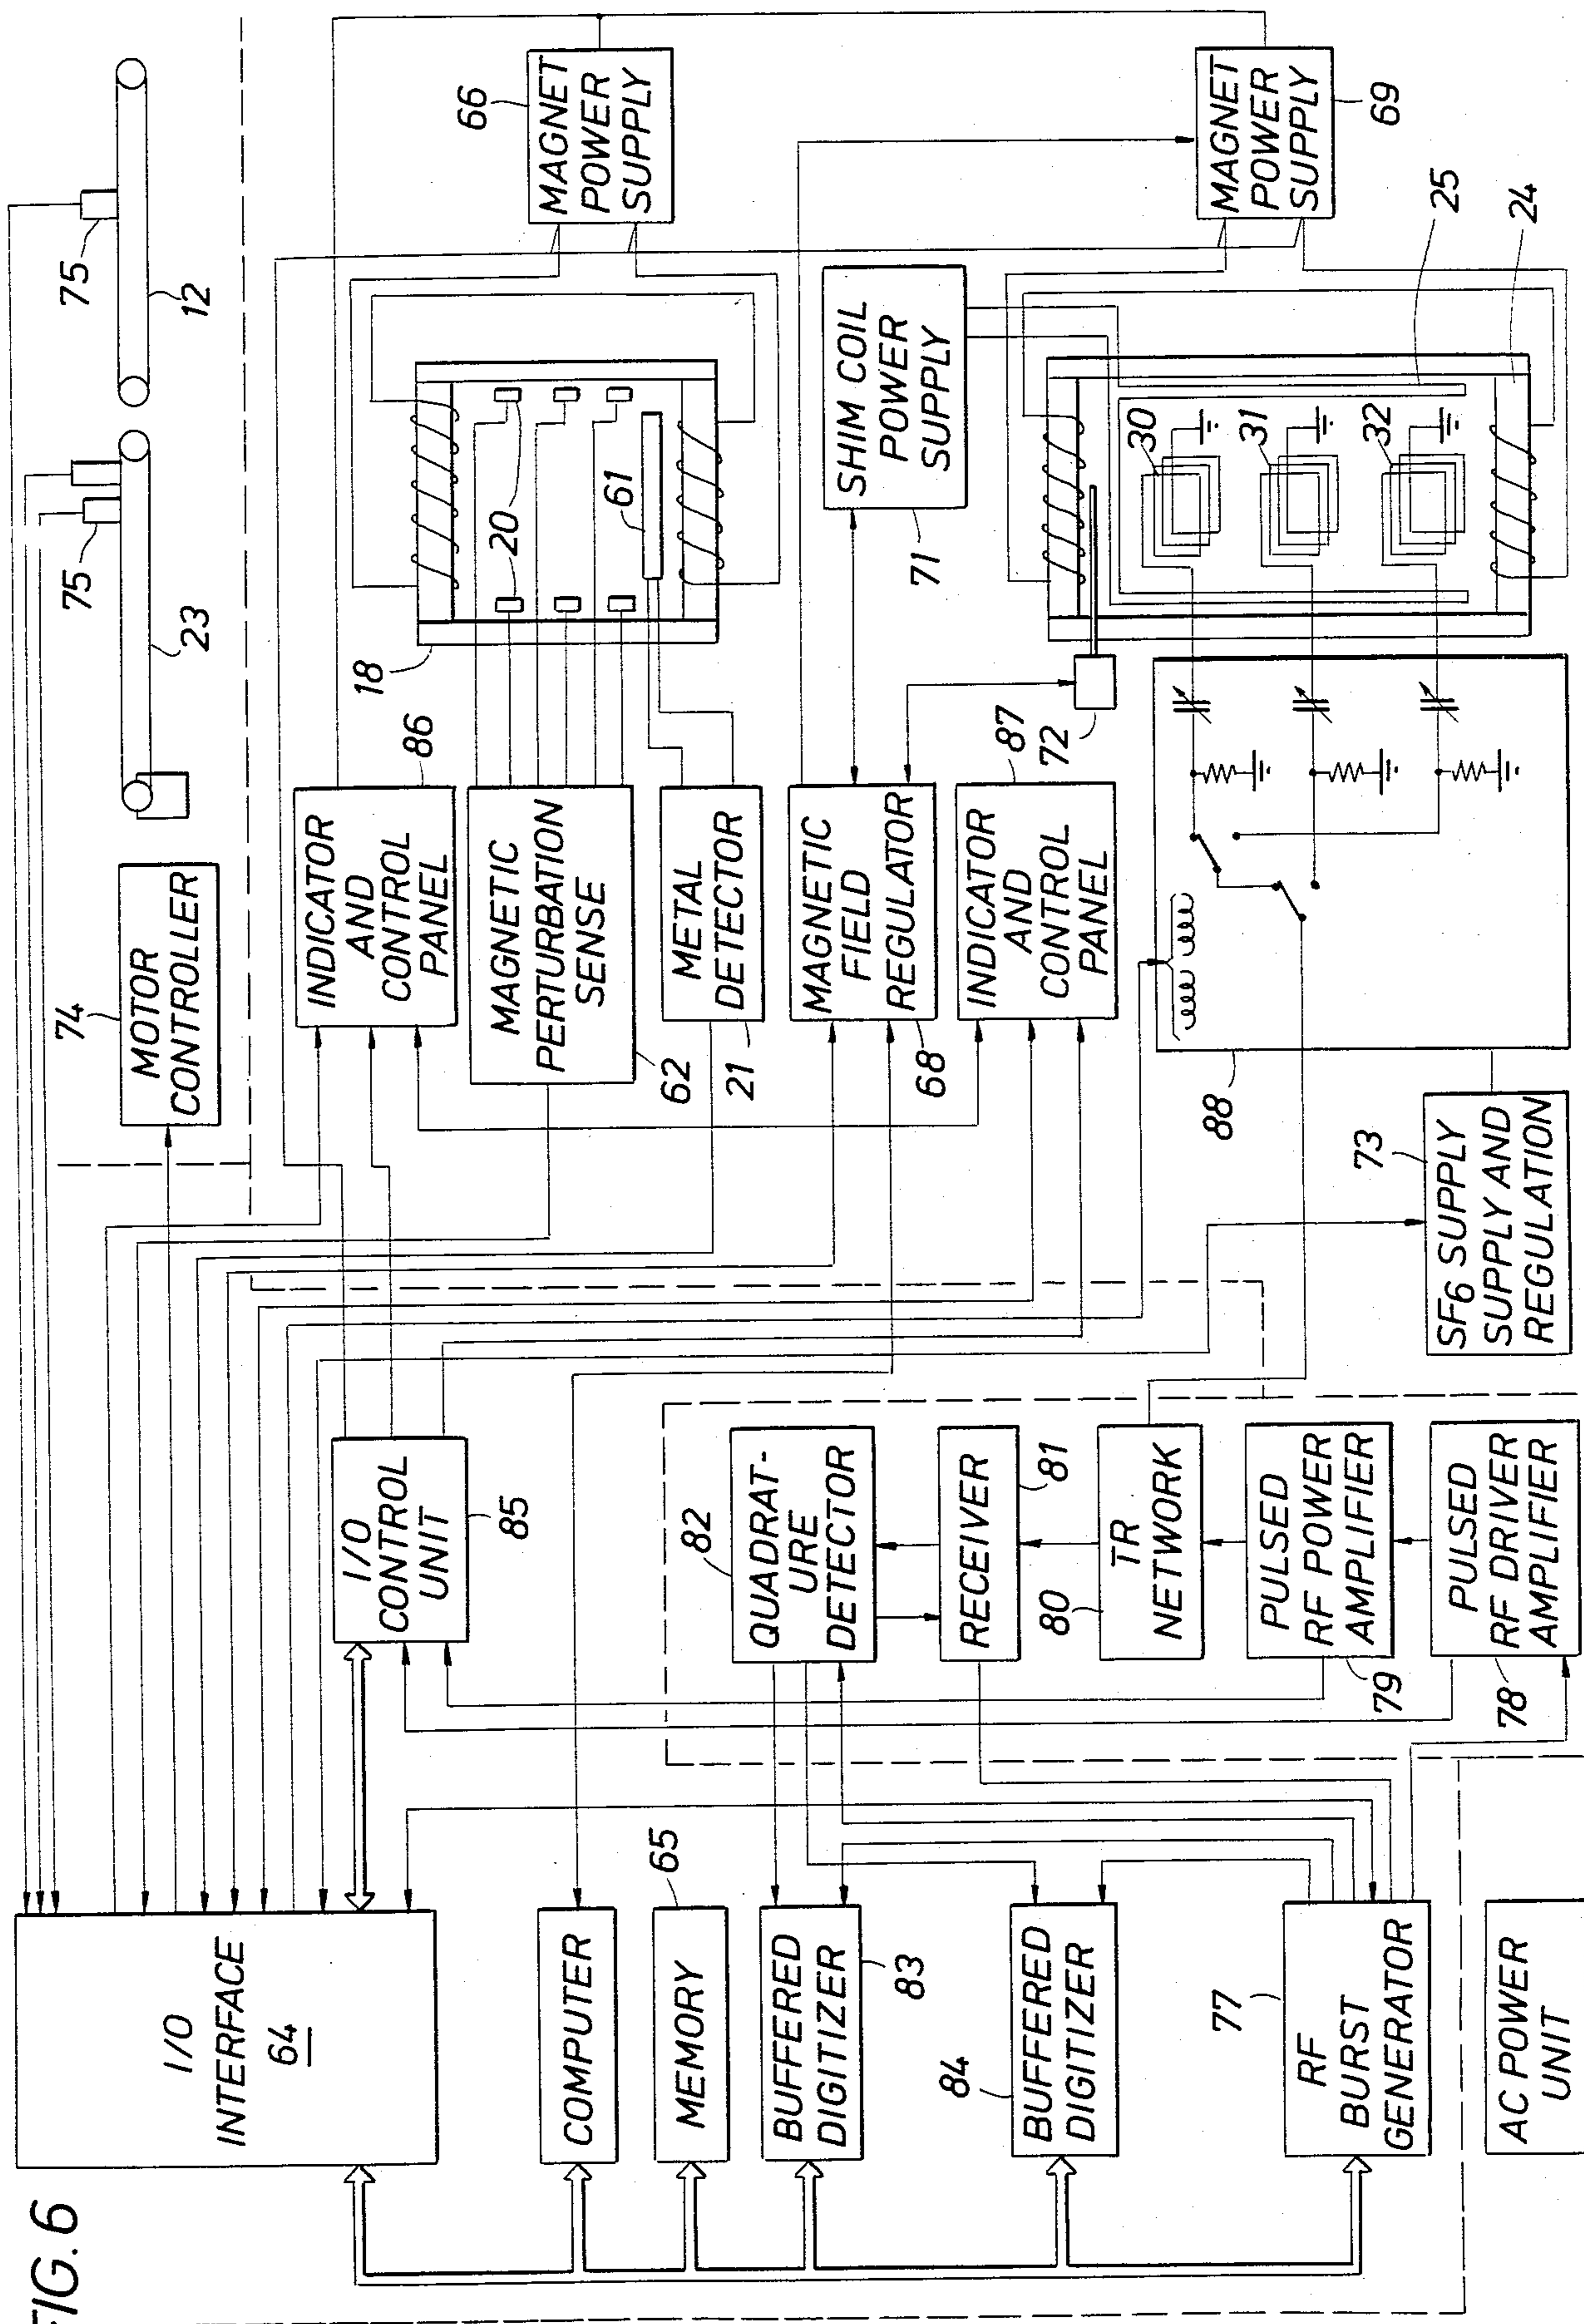 FIG. 6
I/O
INTERFACE
64
COMPUTER
MEMORY
65
BUFFERED
DIGITIZER
83
BUFFERED
DIGITIZER
84
RF
BURST
GENERATOR
77
AC POWER
UNIT
I/O
CONTROL
UNIT
85
QUADRAT-
URE
DETECTOR
82
RECEIVER
81
TR
NETWORK
80
PULSED
RF POWER
AMPLIFIER
79
PULSED
RF DRIVER
AMPLIFIER
78
MOTOR
CONTROLLER
74
INDICATOR
AND
CONTROL
PANEL
86
MAGNETIC
PERTURBATION
SENSE
62
METAL
DETECTOR
21
MAGNETIC
FIELD
REGULATOR
68
INDICATOR
AND
CONTROL
PANEL
87
88
SF6 SUPPLY
SUPPLY AND
REGULATION
73
75
23
75
12
18
20
61
SHIM COIL
POWER
SUPPLY
71
72
30
31
32
25
24
MAGNET
POWER
SUPPLY
66
MAGNET
POWER
SUPPLY
69